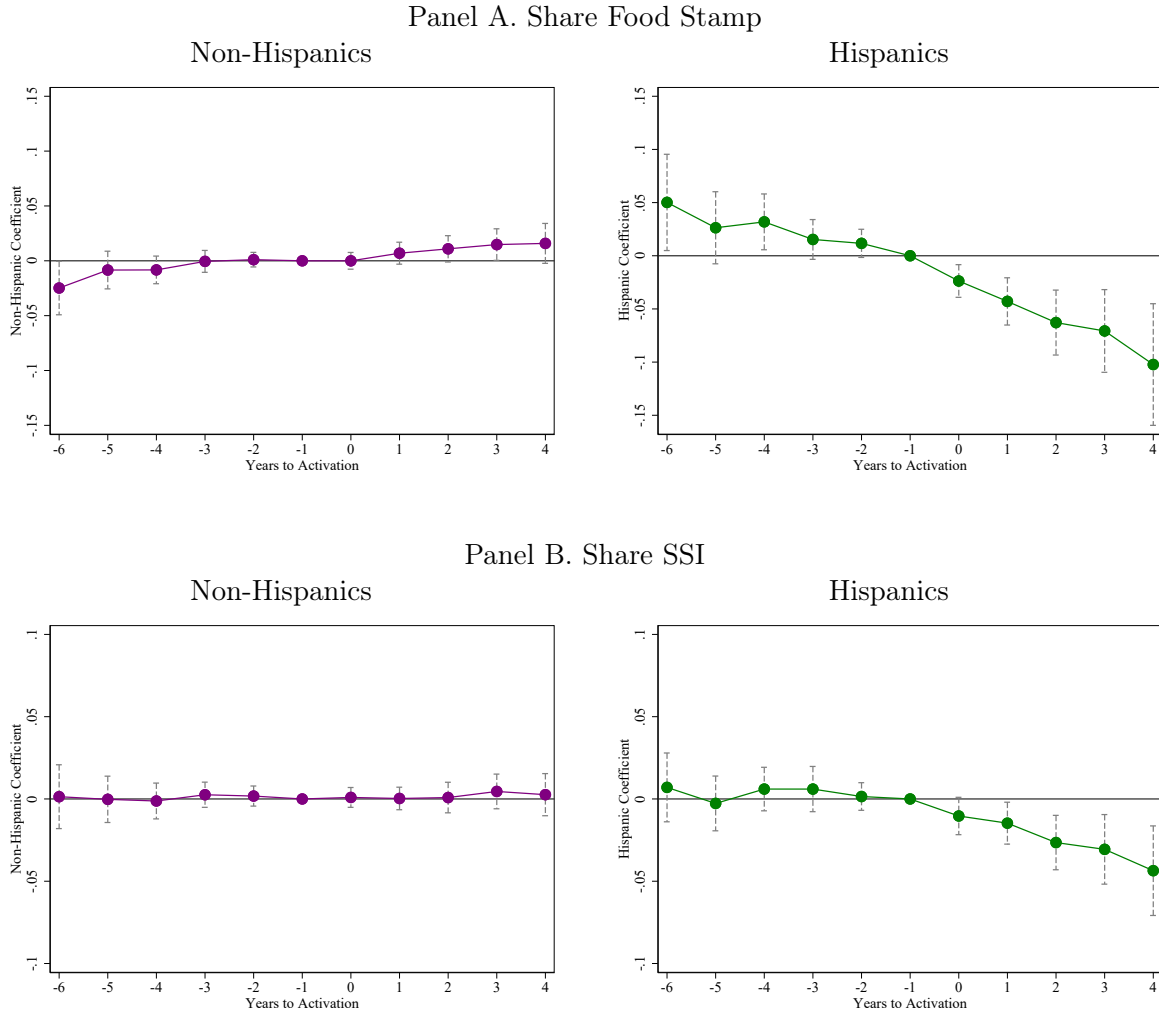 Panel A. Share Food Stamp
Non-Hispanics
Hispanics
Non-Hispanic Coefficient
.15
.1
.05
0
-.05
-.1
-.15
-6 -5 -4 -3 -2 -1 0 1 2 3 4
Years to Activation
Hispanic Coefficient
.15
.1
.05
0
-.05
-.1
-.15
-6 -5 -4 -3 -2 -1 0 1 2 3 4
Years to Activation
Panel B. Share SSI
Non-Hispanics
Hispanics
Non-Hispanic Coefficient
.1
.05
0
-.05
-.1
-6 -5 -4 -3 -2 -1 0 1 2 3 4
Years to Activation
Hispanic Coefficient
.1
.05
0
-.05
-.1
-6 -5 -4 -3 -2 -1 0 1 2 3 4
Years to Activation